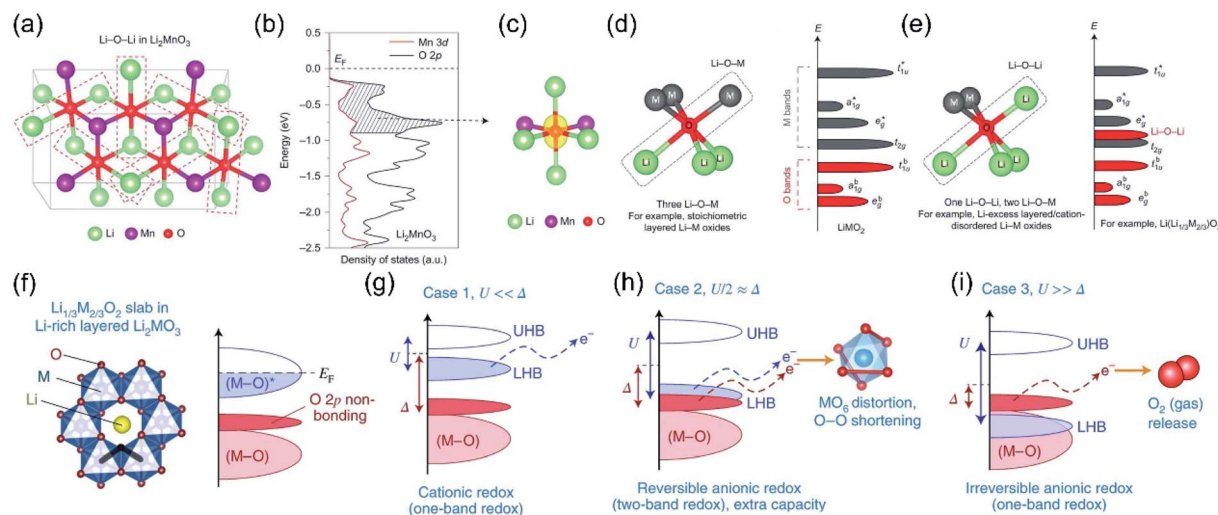 (a)
Li–O–Li in Li2MnO3
Li
Mn
O
(b)
0.5
0.0
−0.5
−1.0
−1.5
−2.0
−2.5
Energy (eV)
Mn 3d
O 2p
EF
Li2MnO3
Density of states (a.u.)
(c)
Li
Mn
O
(d)
Li–O–M
M
M
M
O
Li
Li
Li
Three Li–O–M
For example, stoichiometric
layered Li–M oxides
E
M bands
O bands
t*1u
a*1g
e*g
t2g
tb1u
ab1g
ebg
LiMO2
(e)
Li–O–Li
M
M
Li
O
Li
Li
Li
One Li–O–Li, two Li–O–M
For example, Li-excess layered/cation-
disordered Li–M oxides
E
t*1u
a*1g
e*g
Li–O–Li
t2g
tb1u
ab1g
ebg
For example, Li(Li1/3M2/3)O
(f)
Li1/3M2/3O2 slab in
Li-rich layered Li2MO3
O
M
Li
(M–O)*
EF
O 2p non-
bonding
(M–O)
(g)
Case 1, U << Δ
UHB
U
e−
LHB
Δ
(M–O)
Cationic redox
(one-band redox)
(h)
Case 2, U/2 ≈ Δ
UHB
U
e−
e−
Δ
LHB
(M–O)
MO6 distortion,
O–O shortening
Reversible anionic redox
(two-band redox), extra capacity
(i)
Case 3, U >> Δ
UHB
U
e−
Δ
LHB
(M–O)
O2 (gas)
release
Irreversible anionic redox
(one-band redox)